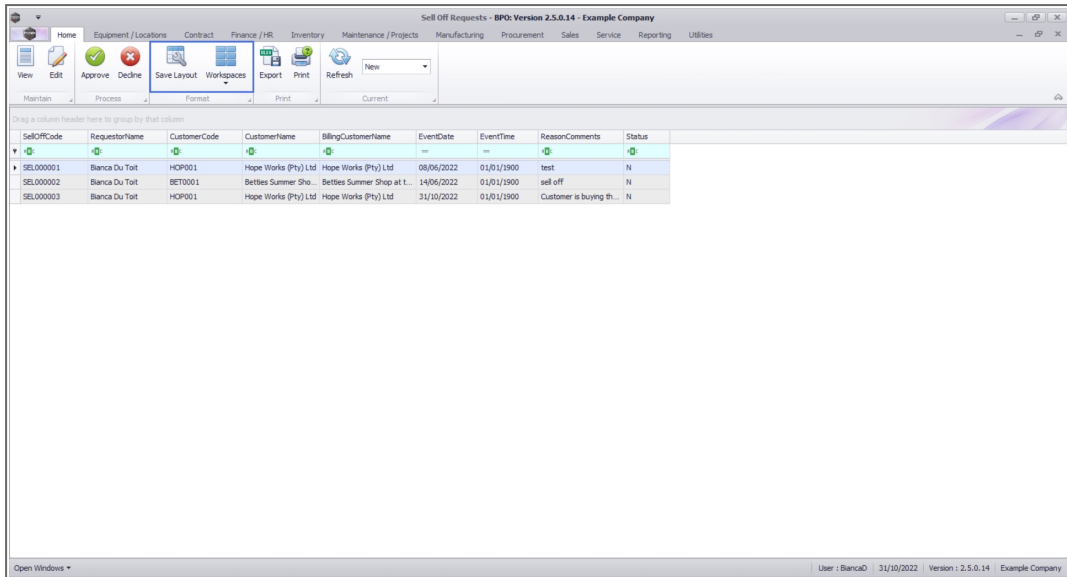 Sell Off Requests - BPO: Version 2.5.0.14 - Example Company
Home Equipment / Locations Contract Finance / HR Inventory Maintenance / Projects Manufacturing Procurement Sales Service Reporting Utilities
View Edit Approve Decline Save Layout Workspaces Export Print Refresh New
Maintain Process Format Print Current
Drag a column header here to group by that column
SellOffCode RequestorName CustomerCode CustomerName BillingCustomerName EventDate EventTime ReasonComments Status
SEL000001 Bianca Du Toit HOP001 Hope Works (Pty) Ltd Hope Works (Pty) Ltd 08/06/2022 01/01/1900 test N
SEL000002 Bianca Du Toit BET0001 Betties Summer Sho... Betties Summer Shop at t... 14/06/2022 01/01/1900 sell off N
SEL000003 Bianca Du Toit HOP001 Hope Works (Pty) Ltd Hope Works (Pty) Ltd 31/10/2022 01/01/1900 Customer is buying th... N
Open Windows User : BiancaD 31/10/2022 Version : 2.5.0.14 Example Company